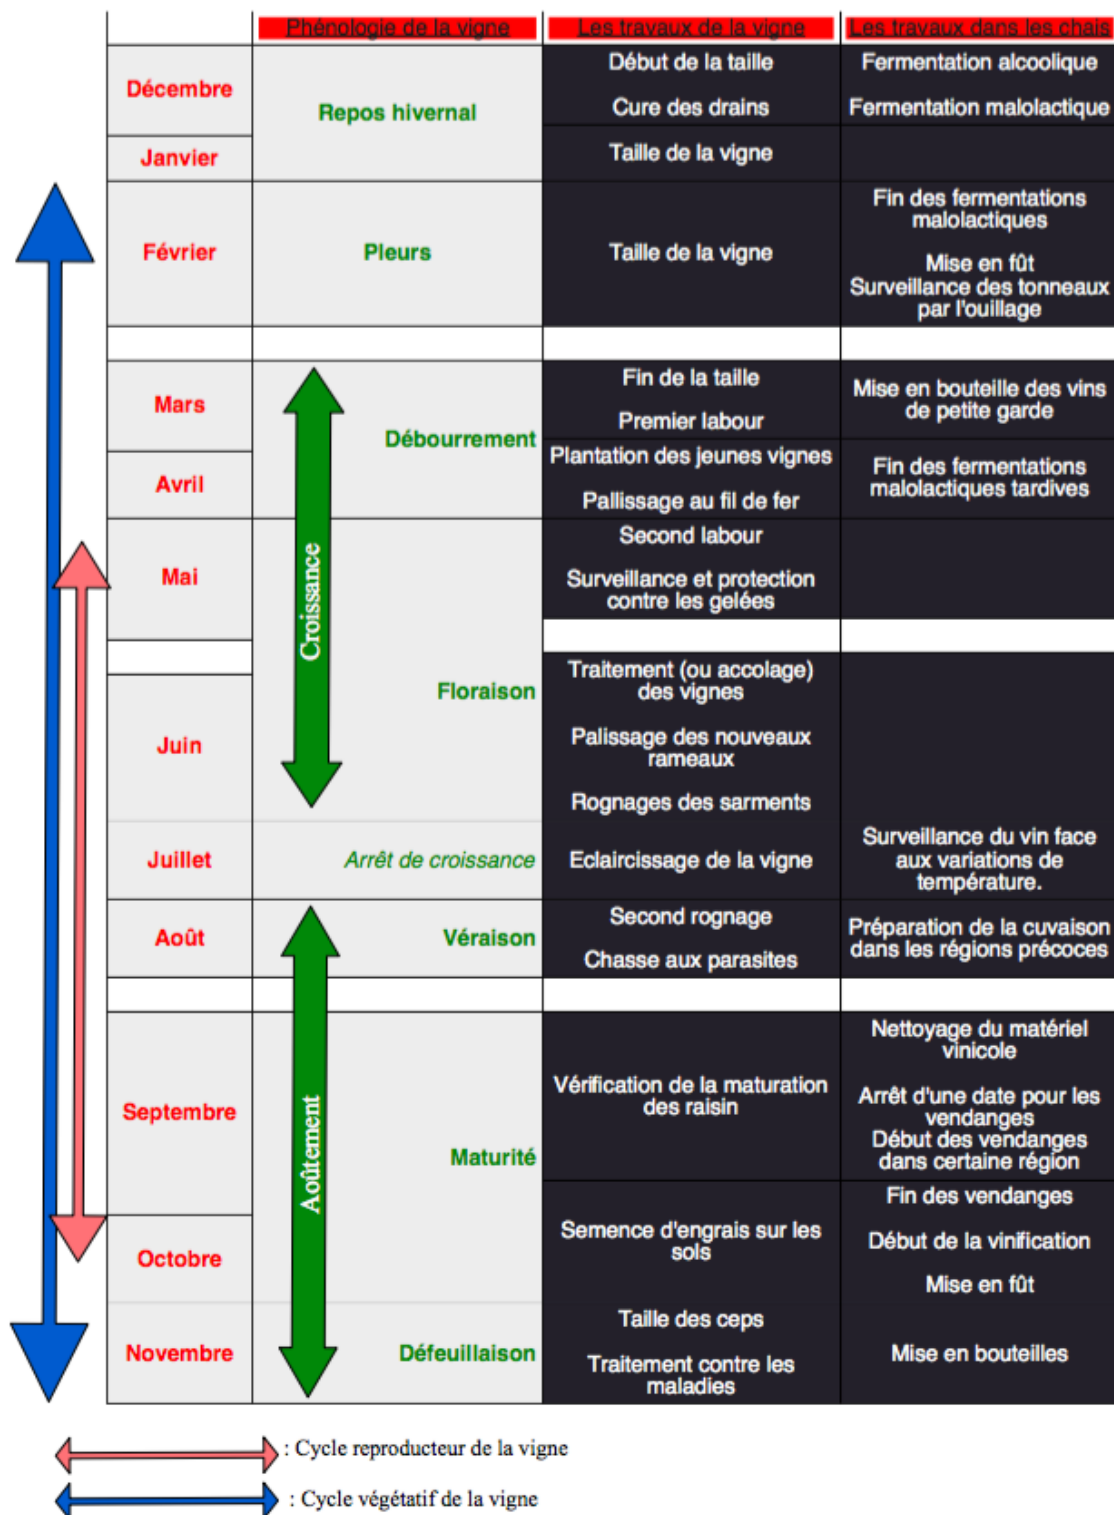 Phénologie de la vigne
Les travaux de la vigne
Les travaux dans les chais
Décembre
Repos hivernal
Début de la taille
Cure des drains
Fermentation alcoolique
Fermentation malolactique
Janvier
Taille de la vigne
Février
Pleurs
Taille de la vigne
Fin des fermentations
malolactiques
Mise en fût
Surveillance des tonneaux
par l'ouillage
Mars
Débourrement
Fin de la taille
Premier labour
Mise en bouteille des vins
de petite garde
Avril
Plantation des jeunes vignes
Pallissage au fil de fer
Fin des fermentations
malolactiques tardives
Croissance
Mai
Second labour
Surveillance et protection
contre les gelées
Juin
Floraison
Traitement (ou accolage)
des vignes
Palissage des nouveaux
rameaux
Rognages des sarments
Juillet
Arrêt de croissance
Eclaircissage de la vigne
Surveillance du vin face
aux variations de
température.
Août
Véraison
Second rognage
Chasse aux parasites
Préparation de la cuvaison
dans les régions précoces
Aoûtement
Septembre
Maturité
Vérification de la maturation
des raisin
Nettoyage du matériel
vinicole
Arrêt d'une date pour les
vendanges
Début des vendanges
dans certaine région
Octobre
Semence d'engrais sur les
sols
Fin des vendanges
Début de la vinification
Mise en fût
Novembre
Défeuillaison
Taille des ceps
Traitement contre les
maladies
Mise en bouteilles
: Cycle reproducteur de la vigne
: Cycle végétatif de la vigne